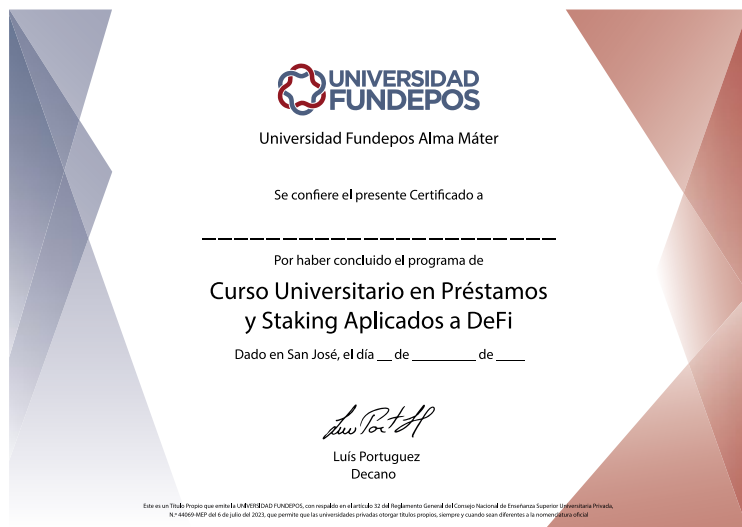 UNIVERSIDAD
FUNDEPOS
Universidad Fundepos Alma Máter
Se confiere el presente Certificado a
Por haber concluido el programa de
Curso Universitario en Préstamos
y Staking Aplicados a DeFi
Dado en San José, el día __ de ________ de ____
Luís Portuguez
Decano
Este es un Título Propio que emite la UNIVERSIDAD FUNDEPOS, con respaldo en el artículo 32 del Reglamento General del Consejo Nacional de Enseñanza Superior Universitaria Privada,
N.º 44069-MEP del 6 de julio del 2023, que permite que las universidades privadas otorgar títulos propios, siempre y cuando sean diferentes a la nomenclatura oficial